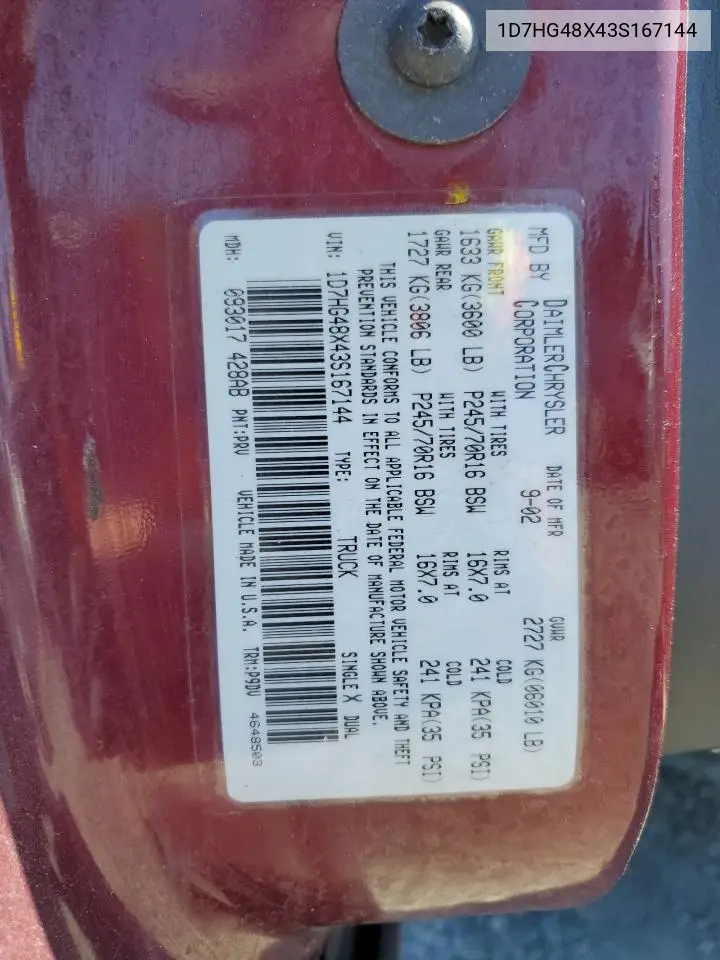 1D7HG48X43S167144
MFD BY DAIMLERCHRYSLER CORPORATION DATE OF MFR 9-02 GVWR 2727 KG(06010 LB)
GAWR FRONT WITH TIRES RIMS AT COLD
1633 KG(3600 LB) P245/70R16 BSW 16X7.0 241 KPA(35 PSI)
GAWR REAR WITH TIRES RIMS AT COLD
1727 KG(3806 LB) P245/70R16 BSW 16X7.0 241 KPA(35 PSI)
THIS VEHICLE CONFORMS TO ALL APPLICABLE FEDERAL MOTOR VEHICLE SAFETY AND THEFT
PREVENTION STANDARDS IN EFFECT ON THE DATE OF MANUFACTURE SHOWN ABOVE.
VIN: 1D7HG48X43S167144 TYPE: TRUCK SINGLE X DUAL
MDH: 093017 428AB PNT:PRV VEHICLE MADE IN U.S.A. TRM:P9DV
4648503